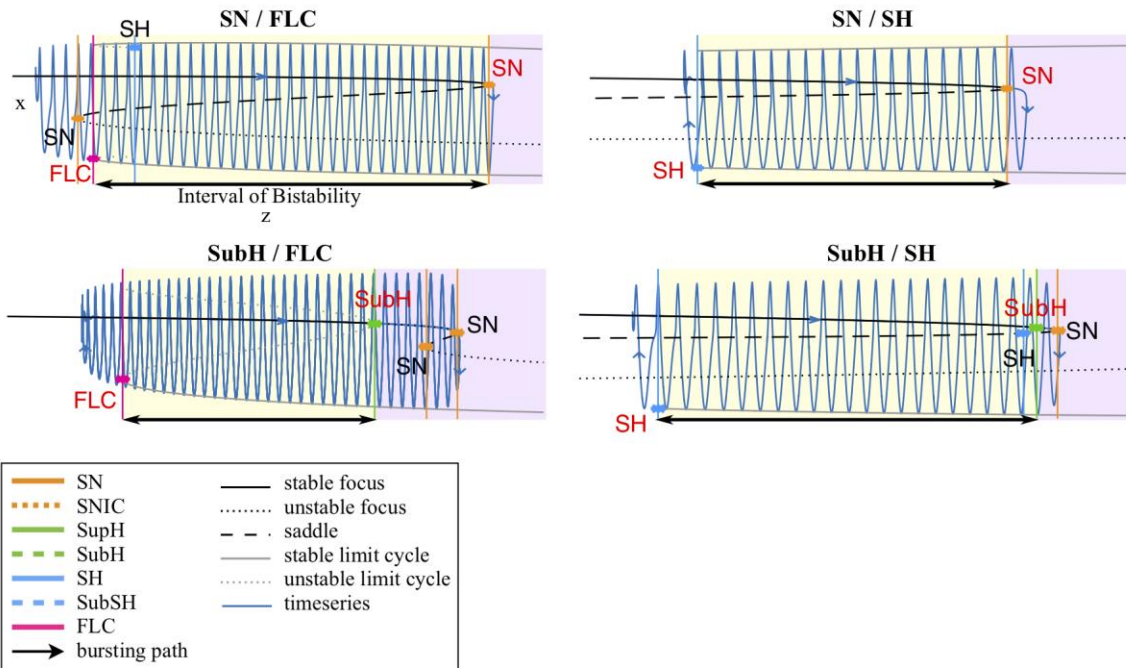 SN / FLC
SH
SN
x
SN
FLC
Interval of Bistability
z
SN / SH
SN
SH
SubH / FLC
SubH
SN
SN
FLC
SubH / SH
SubH
SN
SH
SH
SN
SNIC
SupH
SubH
SH
SubSH
FLC
bursting path
stable focus
unstable focus
saddle
stable limit cycle
unstable limit cycle
timeseries